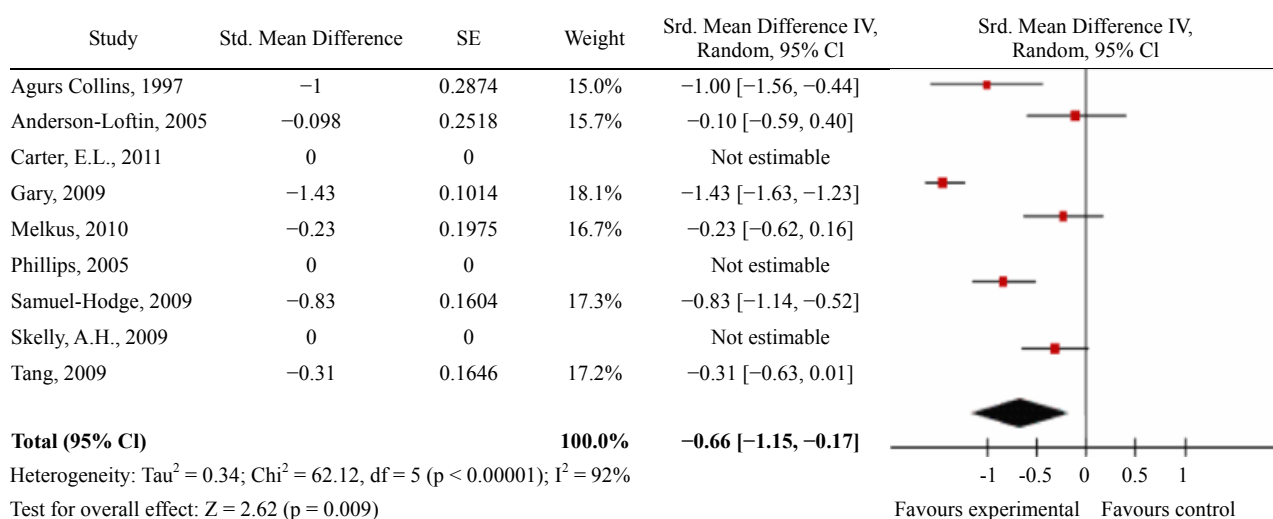 Study Std. Mean Difference SE Weight Srd. Mean Difference IV, Random, 95% Cl Srd. Mean Difference IV, Random, 95% Cl
Agurs Collins, 1997 −1 0.2874 15.0% −1.00 [−1.56, −0.44]
Anderson-Loftin, 2005 −0.098 0.2518 15.7% −0.10 [−0.59, 0.40]
Carter, E.L., 2011 0 0 Not estimable
Gary, 2009 −1.43 0.1014 18.1% −1.43 [−1.63, −1.23]
Melkus, 2010 −0.23 0.1975 16.7% −0.23 [−0.62, 0.16]
Phillips, 2005 0 0 Not estimable
Samuel-Hodge, 2009 −0.83 0.1604 17.3% −0.83 [−1.14, −0.52]
Skelly, A.H., 2009 0 0 Not estimable
Tang, 2009 −0.31 0.1646 17.2% −0.31 [−0.63, 0.01]
Total (95% Cl) 100.0% −0.66 [−1.15, −0.17]
Heterogeneity: Tau² = 0.34; Chi² = 62.12, df = 5 (p < 0.00001); I² = 92%
-1 -0.5 0 0.5 1
Test for overall effect: Z = 2.62 (p = 0.009)
Favours experimental Favours control